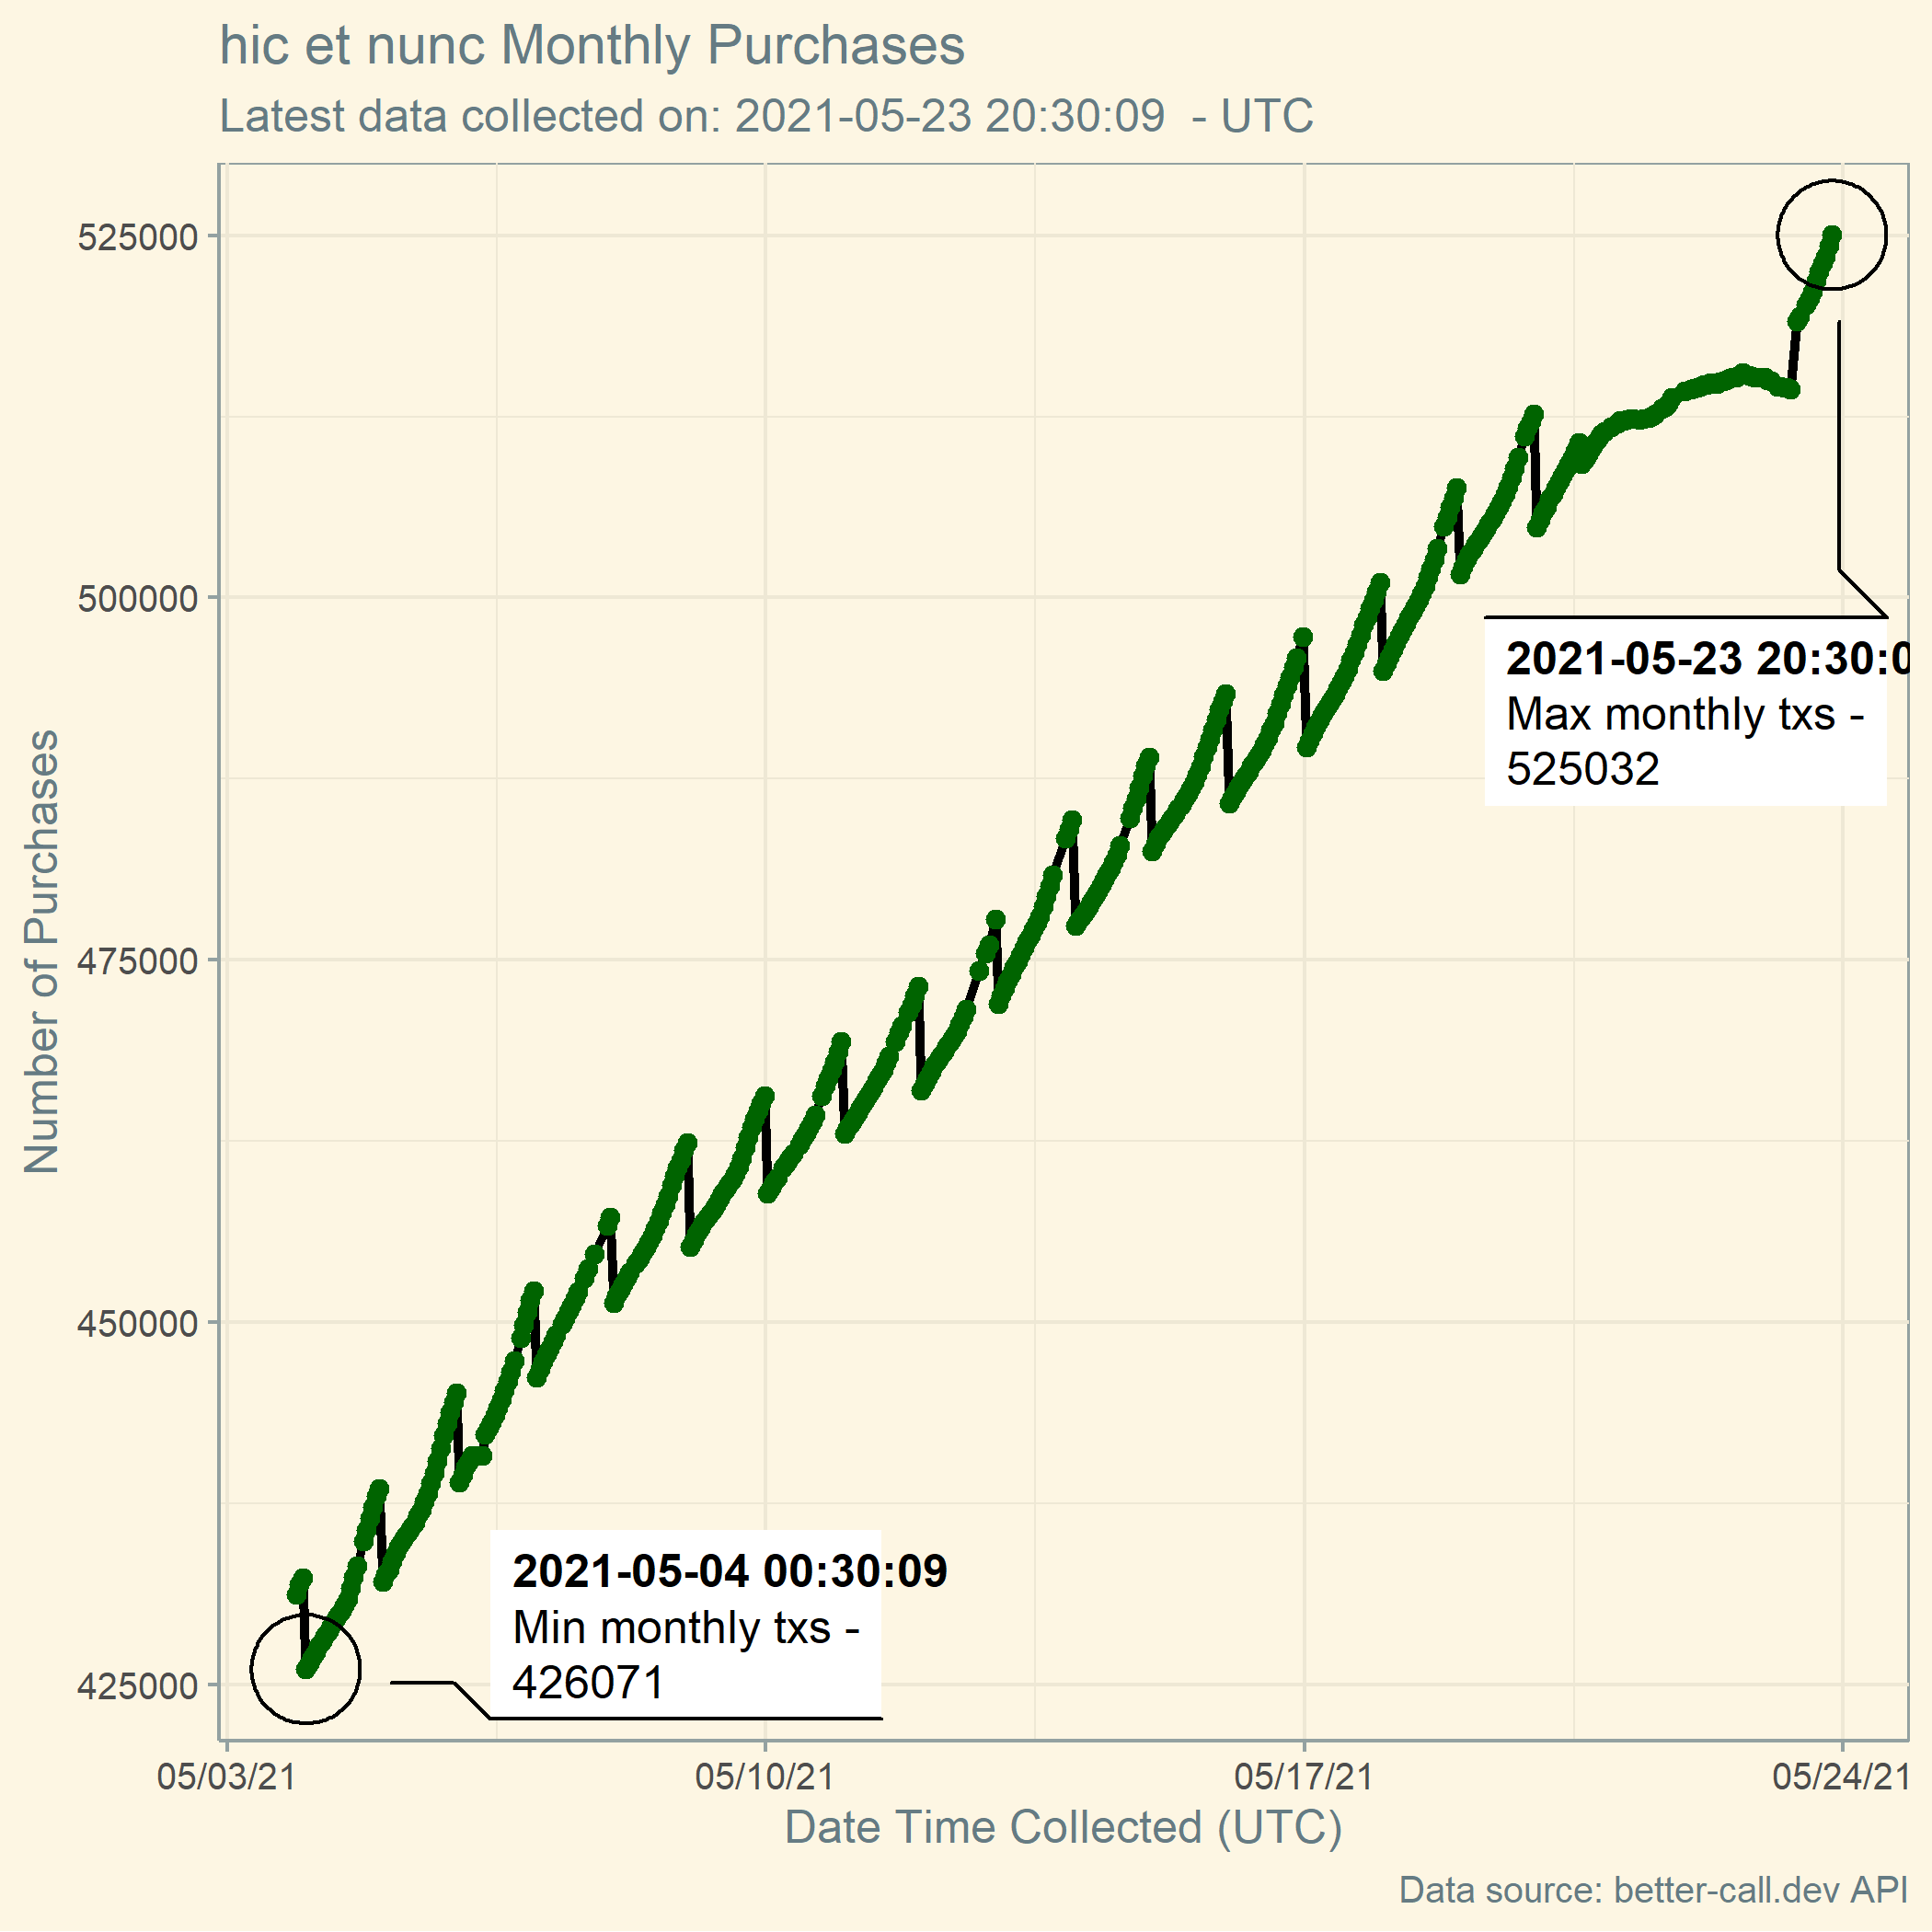 hic et nunc Monthly Purchases
Latest data collected on: 2021-05-23 20:30:09  - UTC
525000
500000
475000
450000
425000
Number of Purchases
2021-05-23 20:30:0
Max monthly txs -
525032
2021-05-04 00:30:09
Min monthly txs -
426071
05/03/21
05/10/21
05/17/21
05/24/21
Date Time Collected (UTC)
Data source: better-call.dev API